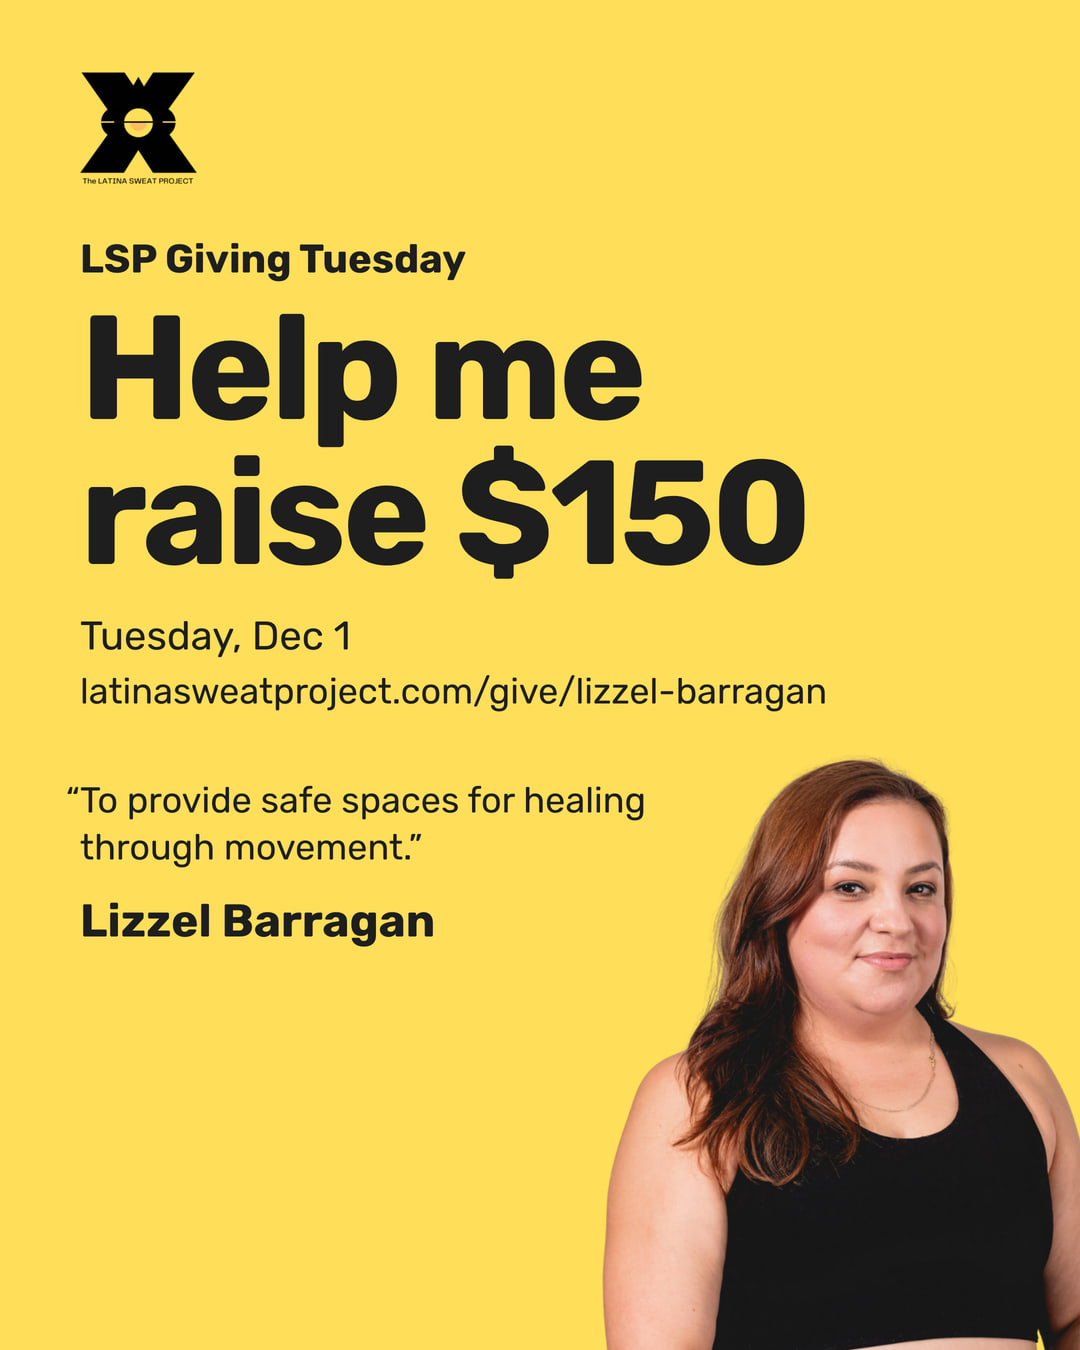 The LATINA SWEAT PROJECT
LSP Giving Tuesday
Help me
raise $150
Tuesday, Dec 1
latinasweatproject.com/give/lizzel-barragan
“To provide safe spaces for healing
through movement.”
Lizzel Barragan